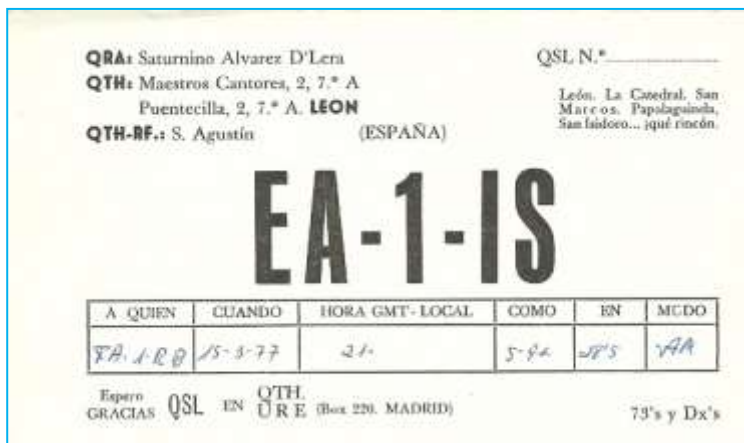 QRA: Saturnino Alvarez D'Lera
QTH: Maestros Cantores, 2, 7.º A
Puentecilla, 2, 7.º A. LEON
QTH-RF.: S. Agustín (ESPAÑA)
QSL N.º
León. La Catedral. San
Marcos. Papalaguinda,
San Isidoro... ¡qué rincón.
EA-1-IS
A QUIEN CUANDO HORA GMT-LOCAL COMO EN MODO
15-3-77 21.
Espero QSL EN QTH.
GRACIAS URE (Box 220. MADRID)
73's y Dx's